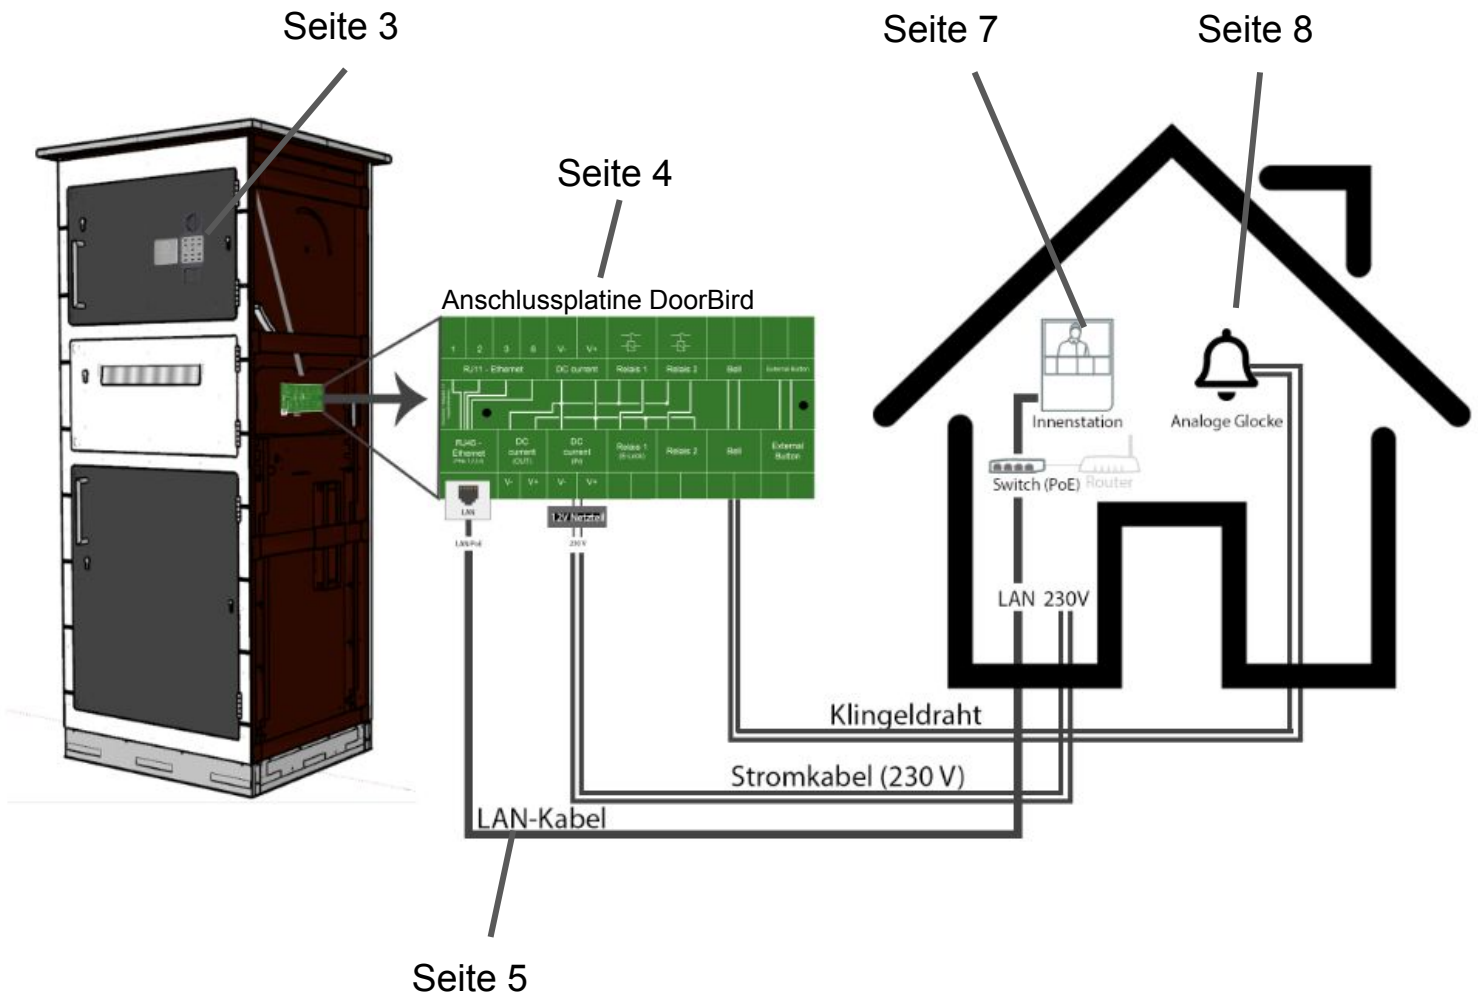 Seite 3
Seite 7
Seite 8
Seite 4
Anschlussplatine DoorBird
1 2 3 6 V- V+
RJ11 - Ethernet DC current Relais 1 Relais 2 Bell External Button
RJ45 -
Ethernet
DC
current
(OUT)
DC
current
(IN)
Relais 1
(E-Lock)
Relais 2
Bell
External
Button
V- V+ V- V+
LAN
12V Netzteil
LAN-PoE
230 V
Innenstation
Analoge Glocke
Switch (PoE)
Router
LAN 230V
Klingeldraht
Stromkabel (230 V)
LAN-Kabel
Seite 5